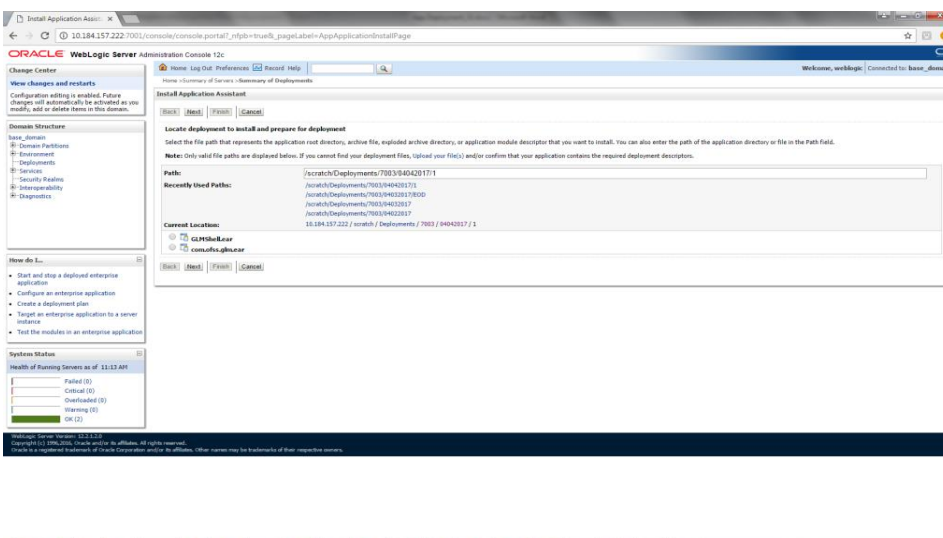 Install Application Assist
10.184.157.222:7001/console/console.portal?_nfpb=true&_pageLabel=AppApplicationInstallPage
ORACLE WebLogic Server Administration Console 12c
Change Center
View changes and restarts
Configuration editing is enabled. Future
changes will automatically be activated as you
modify, add or delete items in this domain.
Domain Structure
base_domain
Domain Partitions
Environment
Deployments
Services
Security Realms
Interoperability
Diagnostics
How do I...
Start and stop a deployed enterprise
application
Configure an enterprise application
Create a deployment plan
Target an enterprise application to a server
instance
Test the modules in an enterprise application
System Status
Health of Running Servers as of 11:13 AM
Failed (0)
Critical (0)
Overloaded (0)
Warning (0)
OK (2)
Home Log Out Preferences Record Help
Welcome, weblogic Connected to: base_doma
Home >Summary of Servers >Summary of Deployments
Install Application Assistant
Back Next Finish Cancel
Locate deployment to install and prepare for deployment
Select the file path that represents the application root directory, archive file, exploded archive directory, or application module descriptor that you want to install. You can also enter the path of the application directory or file in the Path field.
Note: Only valid file paths are displayed below. If you cannot find your deployment files, Upload your file(s) and/or confirm that your application contains the required deployment descriptors.
Path: /scratch/Deployments/7003/04042017/1
Recently Used Paths: /scratch/Deployments/7003/04042017/1
/scratch/Deployments/7003/04032017/EOD
/scratch/Deployments/7003/04032017
/scratch/Deployments/7003/04022017
Current Location: 10.184.157.222 / scratch / Deployments / 7003 / 04042017 / 1
GLMShell.ear
com.ofss.glm.ear
Back Next Finish Cancel
WebLogic Server Version: 12.2.1.2.0
Copyright (c) 1996,2016, Oracle and/or its affiliates. All rights reserved.
Oracle is a registered trademark of Oracle Corporation and/or its affiliates. Other names may be trademarks of their respective owners.